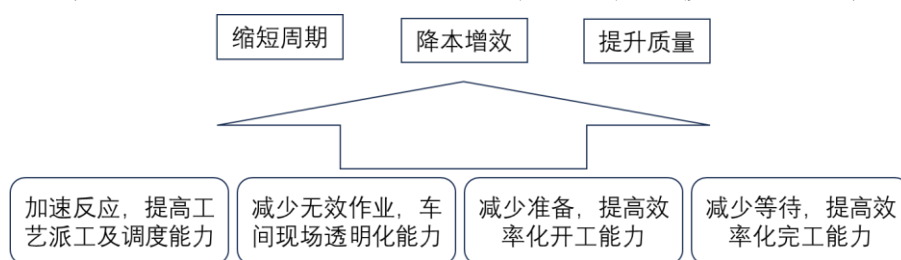 缩短周期
降本增效
提升质量
加速反应，提高工
艺派工及调度能力
减少无效作业，车
间现场透明化能力
减少准备，提高效
率化开工能力
减少等待，提高效
率化完工能力